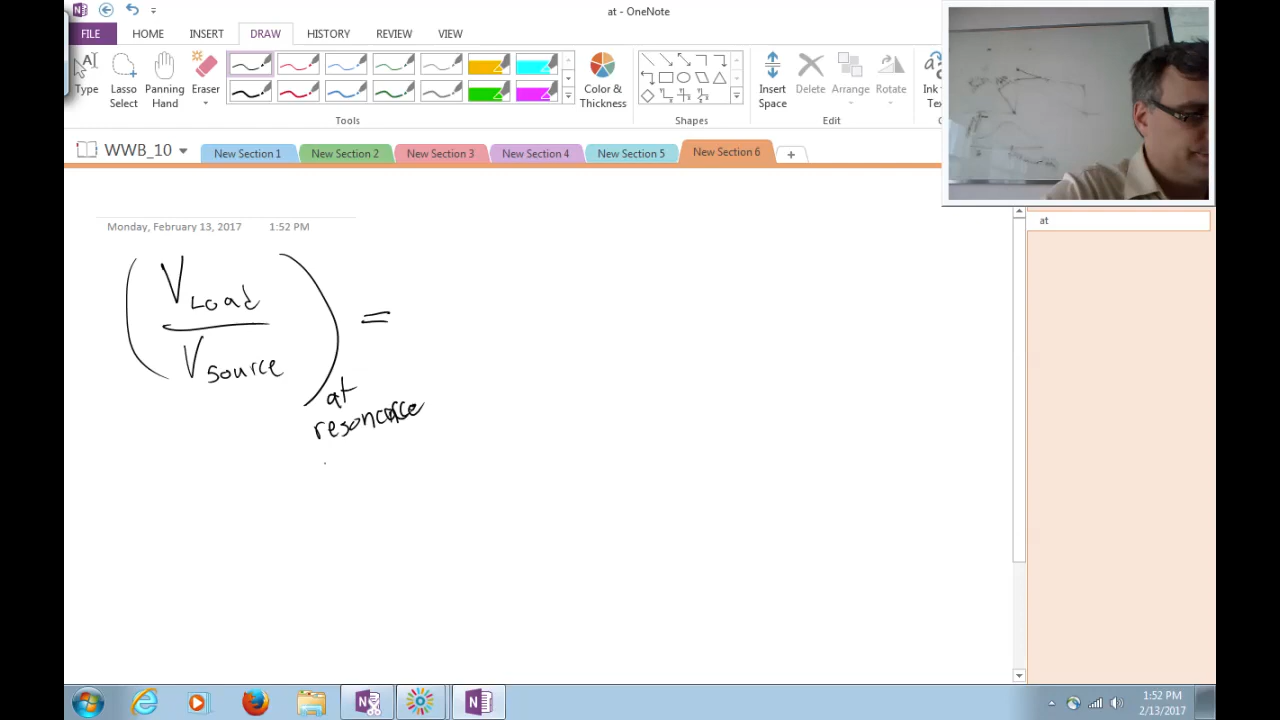 at - OneNote
FILE HOME INSERT DRAW HISTORY REVIEW VIEW
Type
Lasso Select
Panning Hand
Eraser
Color & Thickness
Insert Space
Delete
Arrange
Rotate
Ink to Tex
Tools
Shapes
Edit
WWB_10 New Section 1 New Section 2 New Section 3 New Section 4 New Section 5 New Section 6
at
Monday, February 13, 2017 1:52 PM
(V Load / V source) =
at
resonance
1:52 PM
2/13/2017